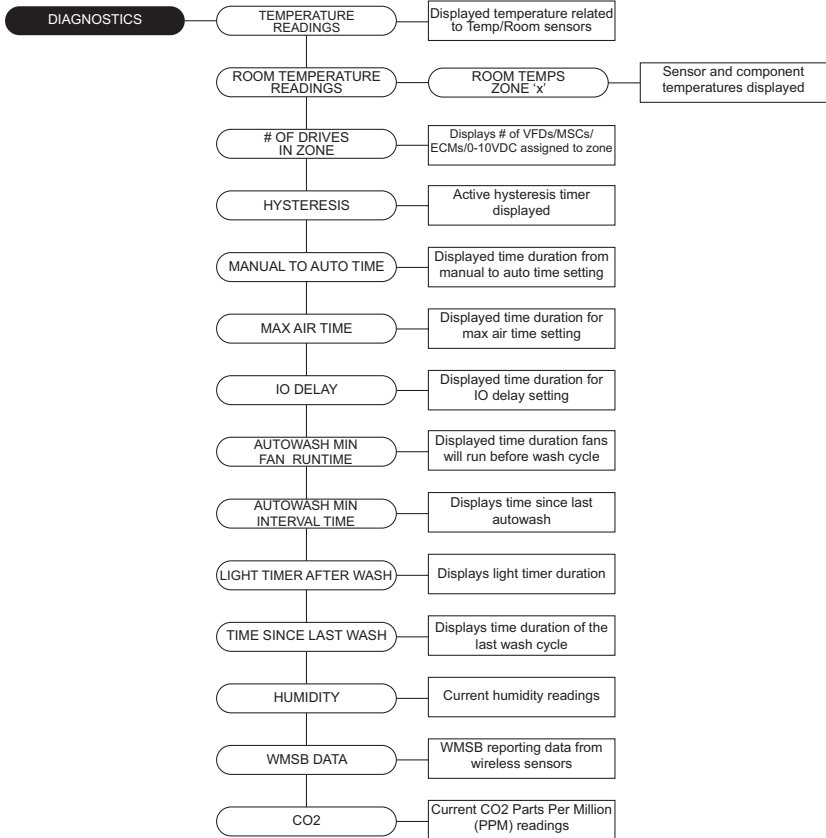 DIAGNOSTICS
TEMPERATURE
READINGS
Displayed temperature related
to Temp/Room sensors
ROOM TEMPERATURE
READINGS
ROOM TEMPS
ZONE ‘x’
Sensor and component
temperatures displayed
# OF DRIVES
IN ZONE
Displays # of VFDs/MSCs/
ECMs/0-10VDC assigned to zone
HYSTERESIS
Active hysteresis timer
displayed
MANUAL TO AUTO TIME
Displayed time duration from
manual to auto time setting
MAX AIR TIME
Displayed time duration for
max air time setting
IO DELAY
Displayed time duration for
IO delay setting
AUTOWASH MIN
FAN RUNTIME
Displayed time duration fans
will run before wash cycle
AUTOWASH MIN
INTERVAL TIME
Displays time since last
autowash
LIGHT TIMER AFTER WASH
Displays light timer duration
TIME SINCE LAST WASH
Displays time duration of the
last wash cycle
HUMIDITY
Current humidity readings
WMSB DATA
WMSB reporting data from
wireless sensors
CO2
Current CO2 Parts Per Million
(PPM) readings